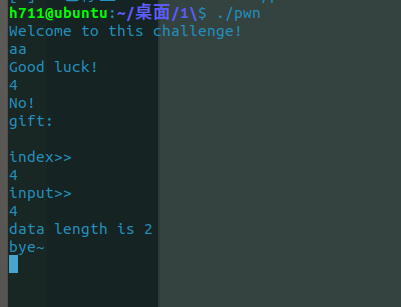 h711@ubuntu:~/桌面/1\$ ./pwn
Welcome to this challenge!
aa
Good luck!
4
No!
gift:
index>>
4
input>>
4
data length is 2
bye~